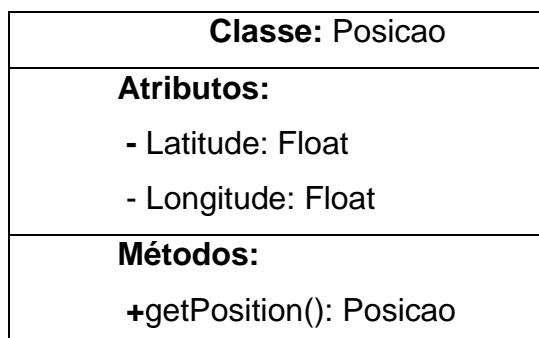 Classe: Posicao
Atributos:
- Latitude: Float
- Longitude: Float
Métodos:
+getPosition(): Posicao